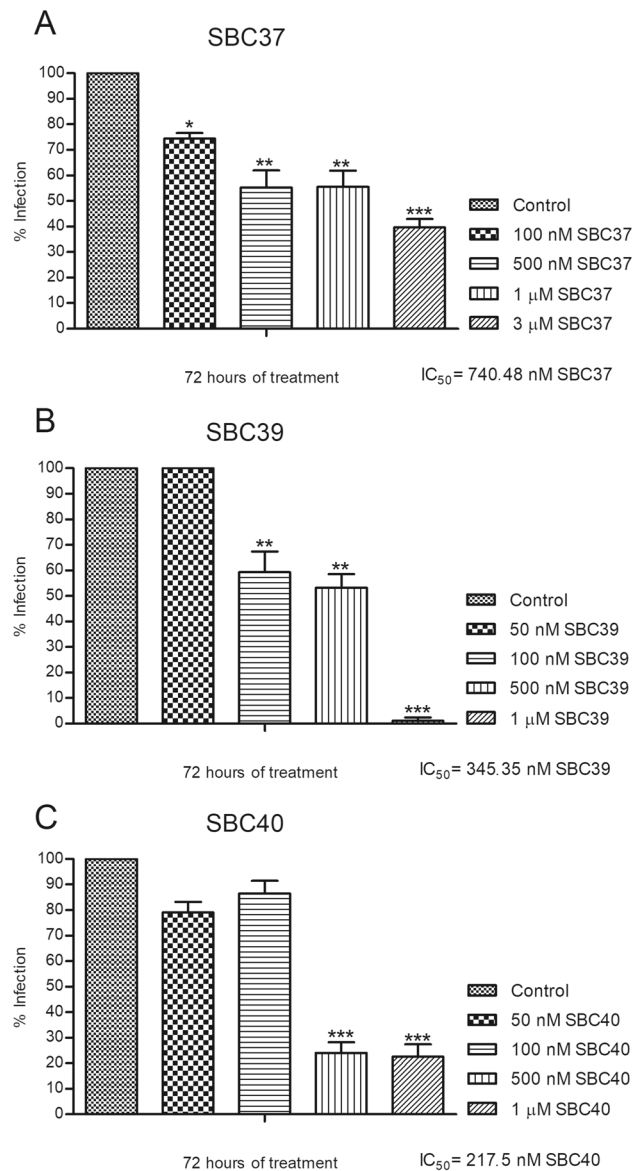 A
SBC37
100
90
80
70
60
50
40
30
20
10
0
% Infection
*
**
**
***
Control
100 nM SBC37
500 nM SBC37
1 μM SBC37
3 μM SBC37
72 hours of treatment
IC50= 740.48 nM SBC37
B
SBC39
100
90
80
70
60
50
40
30
20
10
0
% Infection
**
**
***
Control
50 nM SBC39
100 nM SBC39
500 nM SBC39
1 μM SBC39
72 hours of treatment
IC50= 345.35 nM SBC39
C
SBC40
100
90
80
70
60
50
40
30
20
10
0
% Infection
***
***
Control
50 nM SBC40
100 nM SBC40
500 nM SBC40
1 μM SBC40
72 hours of treatment
IC50= 217.5 nM SBC40